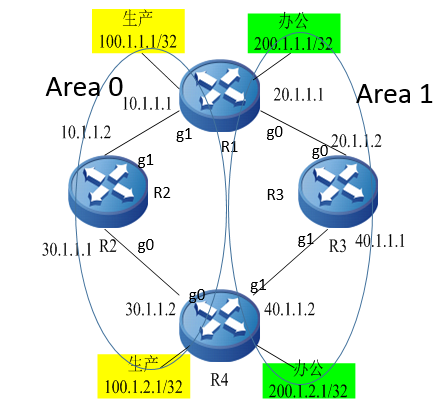 生产
100.1.1.1/32
办公
200.1.1.1/32
Area 0
10.1.1.1
20.1.1.1
Area 1
10.1.1.2
g1
R1
g0
20.1.1.2
g1
g0
R2
R3
30.1.1.1
R2
g0
g1
R3
40.1.1.1
g1
g0
30.1.1.2
40.1.1.2
生产
100.1.2.1/32
R4
办公
200.1.2.1/32